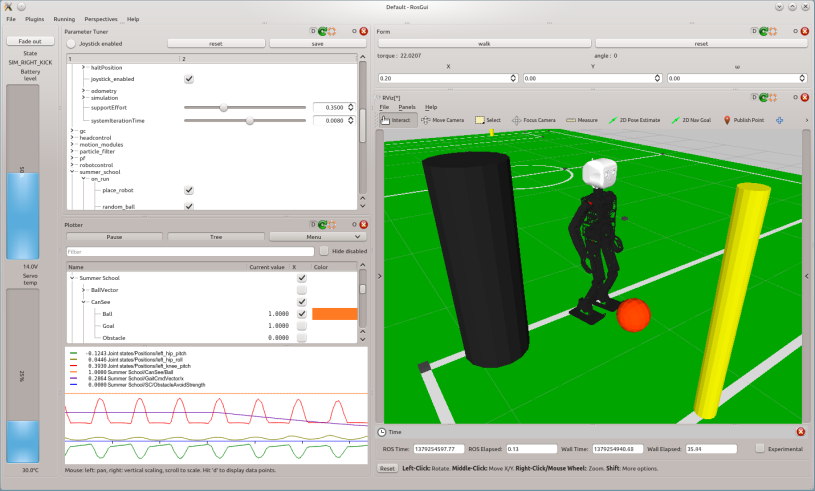 Default - RosGui
File Plugins Running Perspectives Help
Fade out
State
SIM_RIGHT_KICK
Battery
level
50
14.0V
Servo
temp
25%
30.0°C
Parameter Tuner
D
O
Joystick enabled
reset
save
1
2
haltPosition
joystick_enabled
odometry
simulation
supportEffort
0.3500
systemIterationTime
0.0080
gc
headcontrol
motion_modules
particle_filter
pf
robotcontrol
summer_school
on_run
place_robot
random_ball
Plotter
D
O
Pause
Tree
Menu
Filter
Hide disabled
Name
Current value
X
Color
Summer School
BallVector
CanSee
Ball
1.0000
Goal
1.0000
Obstacle
0.0000
-0.1243 Joint states/Positions/left_hip_pitch
0.0446 Joint states/Positions/left_hip_roll
0.3930 Joint states/Positions/left_knee_pitch
1.0000 Summer School/CanSee/Ball
0.2864 Summer School/GaitCmdVector/x
0.0000 Summer School/SC/ObstacleAvoidStrength
Mouse: left: pan, right: vertical scaling, scroll to scale. Hit 'd' to display data points.
Form
D
O
walk
reset
torque : 22.0207
angle : 0
X
Y
ω
0.20
0.00
0.00
RViz[*]
D
O
File Panels Help
Interact
Move Camera
Select
Focus Camera
Measure
2D Pose Estimate
2D Nav Goal
Publish Point
Time
ROS Time:
1379254597.77
ROS Elapsed:
0.13
Wall Time:
1379254940.68
Wall Elapsed:
35.44
Experimental
Reset
Left-Click: Rotate. Middle-Click: Move X/Y. Right-Click/Mouse Wheel: Zoom. Shift: More options.